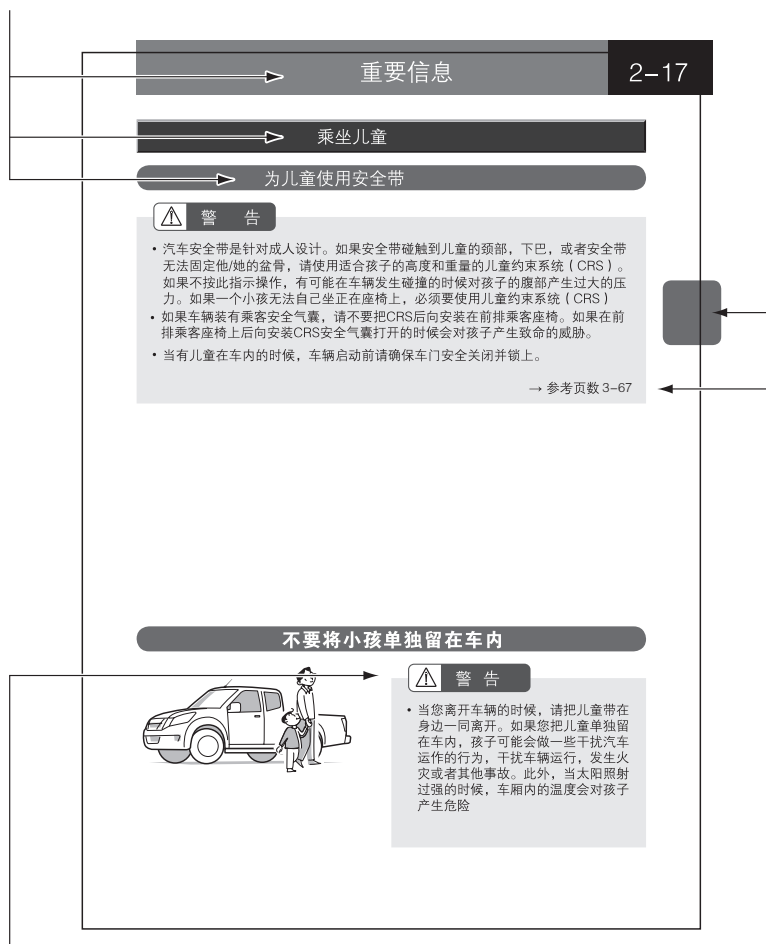 重要信息
2-17
乘坐儿童
为儿童使用安全带
警 告
• 汽车安全带是针对成人设计。如果安全带碰触到儿童的颈部，下巴，或者安全带
无法固定他/她的盆骨，请使用适合孩子的高度和重量的儿童约束系统（CRS）。
如果不按此指示操作，有可能在车辆发生碰撞的时候对孩子的腹部产生过大的压
力。如果一个小孩无法自己坐正在座椅上，必须要使用儿童约束系统（CRS）
• 如果车辆装有乘客安全气囊，请不要把CRS后向安装在前排乘客座椅。如果在前
排乘客座椅上后向安装CRS安全气囊打开的时候会对孩子产生致命的威胁。
• 当有儿童在车内的时候，车辆启动前请确保车门安全关闭并锁上。
→ 参考页数 3-67
不要将小孩单独留在车内
警 告
• 当您离开车辆的时候，请把儿童带在
身边一同离开。如果您把儿童单独留
在车内，孩子可能会做一些干扰汽车
运作的行为，干扰车辆运行，发生火
灾或者其他事故。此外，当太阳照射
过强的时候，车厢内的温度会对孩子
产生危险